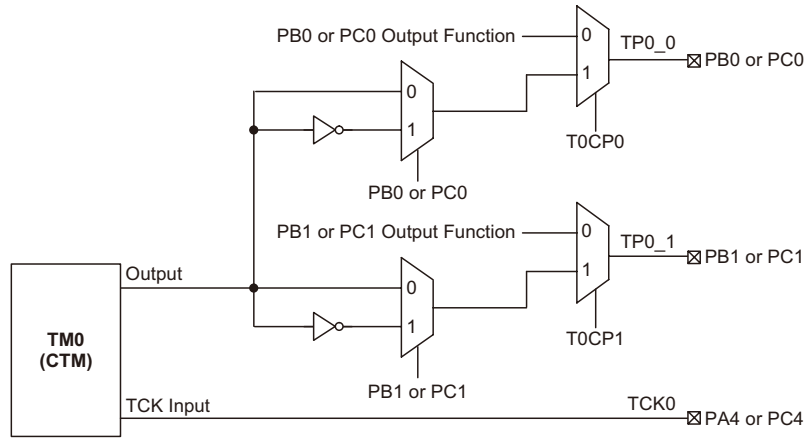 PB0 or PC0 Output Function
0
TP0_0
PB0 or PC0
1
0
1
T0CP0
PB0 or PC0
PB1 or PC1 Output Function
0
TP0_1
PB1 or PC1
1
Output
0
1
T0CP1
TM0
(CTM)
PB1 or PC1
TCK Input
TCK0
PA4 or PC4